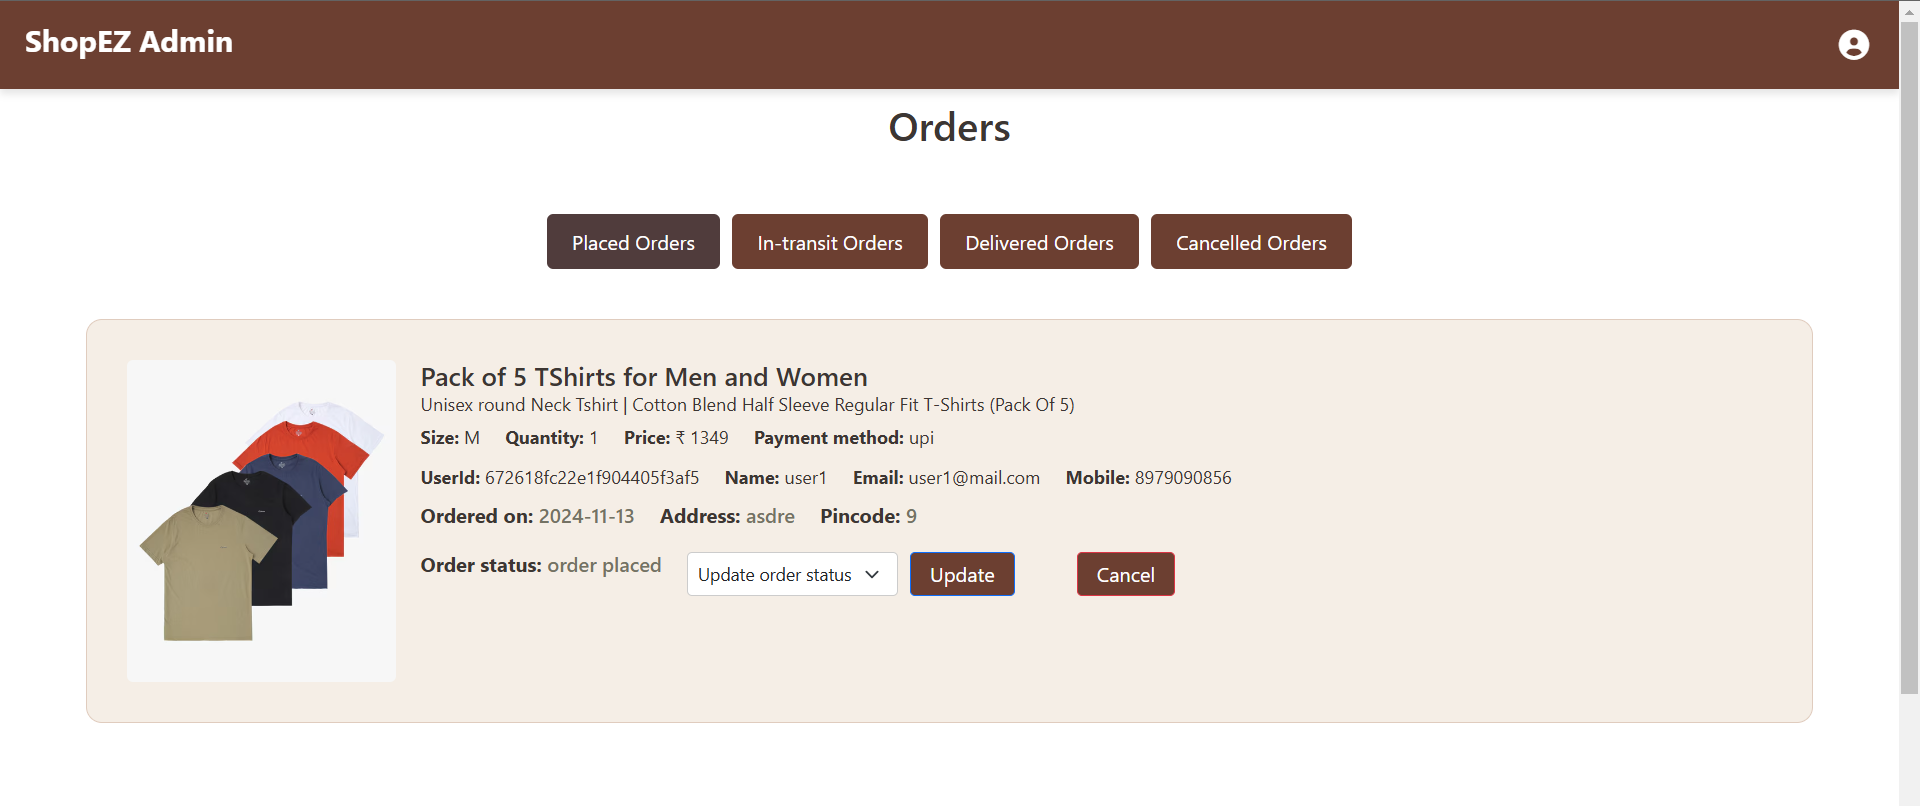 ShopEZ Admin
Orders
Placed Orders In-transit Orders Delivered Orders Cancelled Orders
Pack of 5 TShirts for Men and Women
Unisex round Neck Tshirt | Cotton Blend Half Sleeve Regular Fit T-Shirts (Pack Of 5)
Size: M Quantity: 1 Price: ₹ 1349 Payment method: upi
UserId: 672618fc22e1f904405f3af5 Name: user1 Email: user1@mail.com Mobile: 8979090856
Ordered on: 2024-11-13 Address: asdre Pincode: 9
Order status: order placed Update order status Update Cancel